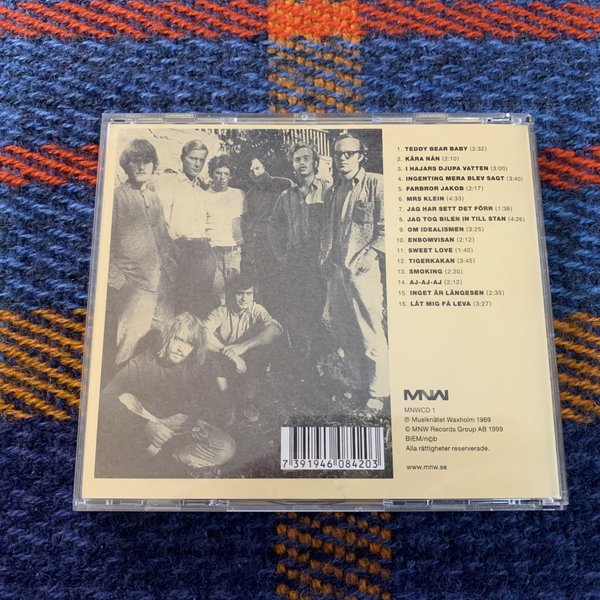 1. TEDDY BEAR BABY (2:32)
2. KÄRA NÅN (2:10)
3. I HAJARS DJUPA VATTEN (3:00)
4. INGENTING MERA BLEV SAGT (3:40)
5. FARBROR JAKOB (2:17)
6. MRS KLEIN (4:33)
7. JAG HAR SETT DET FÖRR (1:38)
8. JAG TOG BILEN IN TILL STAN (4:26)
9. OM IDEALISMEN (3:25)
10. ENBOMVISAN (2:12)
11. SWEET LOVE (1:40)
12. TIGERKAKAN (3:45)
13. SMOKING (2:20)
14. AJ-AJ-AJ (2:12)
15. INGET ÄR LÄNGESEN (2:35)
16. LÅT MIG FÅ LEVA (3:27)
MNW
MNWCD 1
℗ Musiknätet Waxholm 1969
© MNW Records Group AB 1999
BIEM/n©b
Alla rättigheter reserverade.
www.mnw.se
7 391946 084203